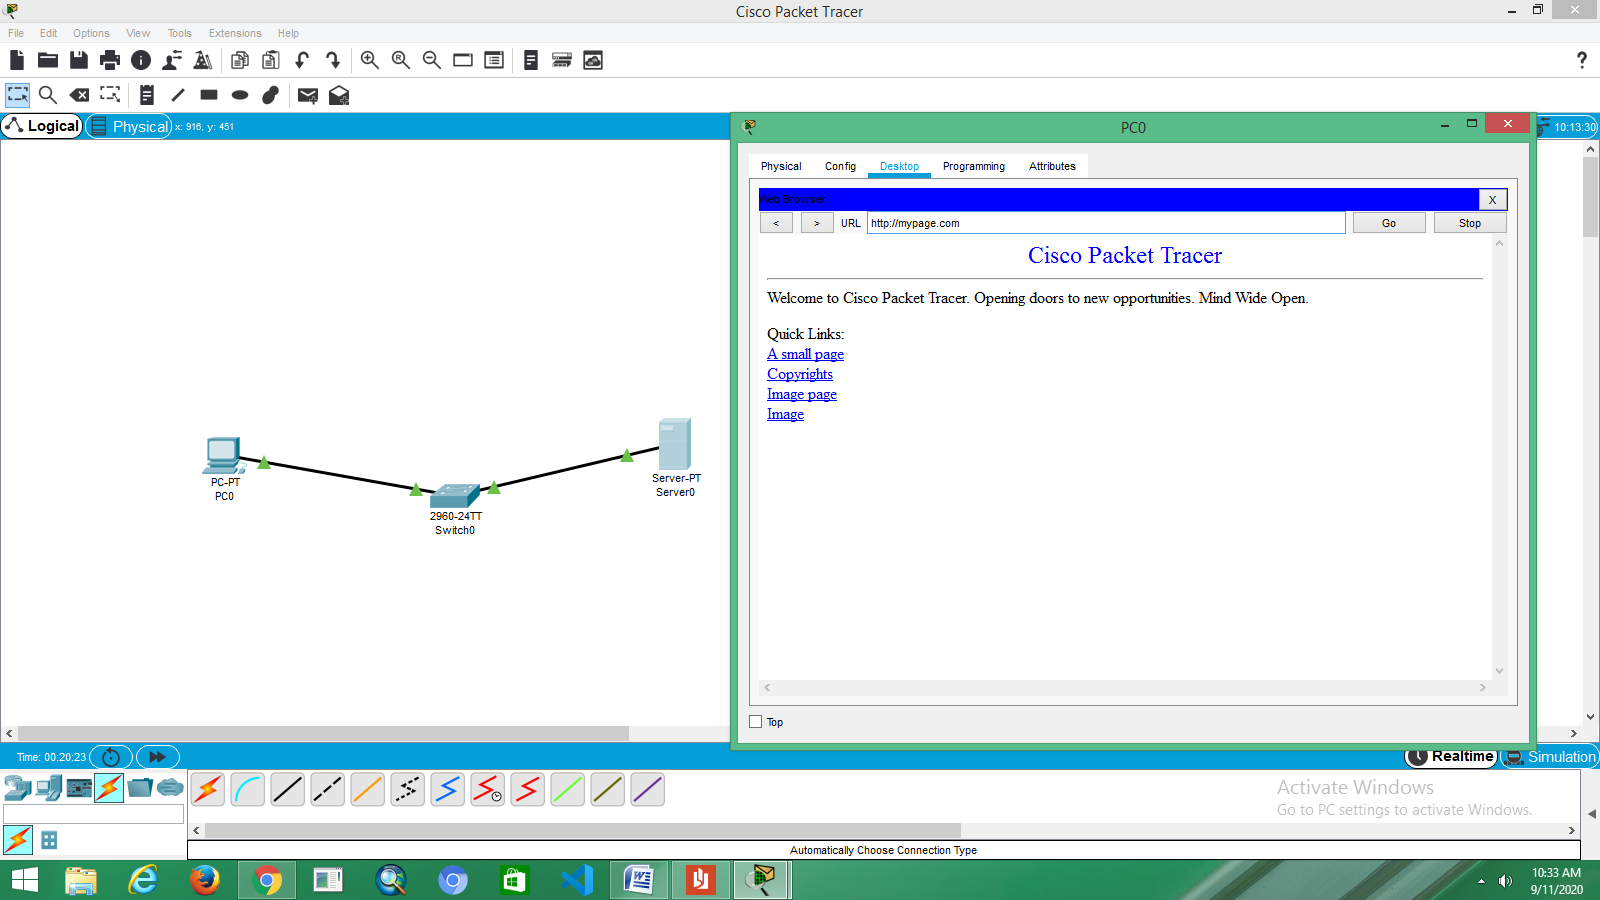 Cisco Packet Tracer
File Edit Options View Tools Extensions Help
Logical Physical x: 916, y: 451
PC0
10:13:30
Physical Config Desktop Programming Attributes
Web Browser
X
< > URL http://mypage.com Go Stop
Cisco Packet Tracer
Welcome to Cisco Packet Tracer. Opening doors to new opportunities. Mind Wide Open.
Quick Links:
A small page
Copyrights
Image page
Image
PC-PT
PC0
2960-24TT
Switch0
Server-PT
Server0
Top
Time: 00:20:23
Realtime Simulation
Activate Windows
Go to PC settings to activate Windows.
Automatically Choose Connection Type
10:33 AM
9/11/2020